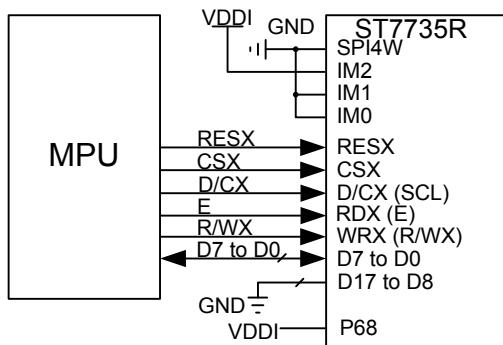 VDDI
GND
ST7735R
SPI4W
IM2
IM1
IM0
MPU
RESX
RESX
CSX
CSX
D/CX
D/CX (SCL)
E
RDX (E)
R/WX
WRX (R/WX)
D7 to D0
D7 to D0
D17 to D8
GND
VDDI
P68